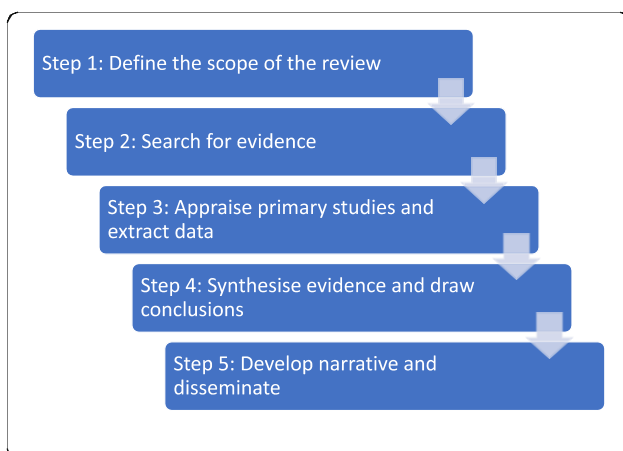 Step 1: Define the scope of the review
Step 2: Search for evidence
Step 3: Appraise primary studies and
extract data
Step 4: Synthesise evidence and draw
conclusions
Step 5: Develop narrative and
disseminate